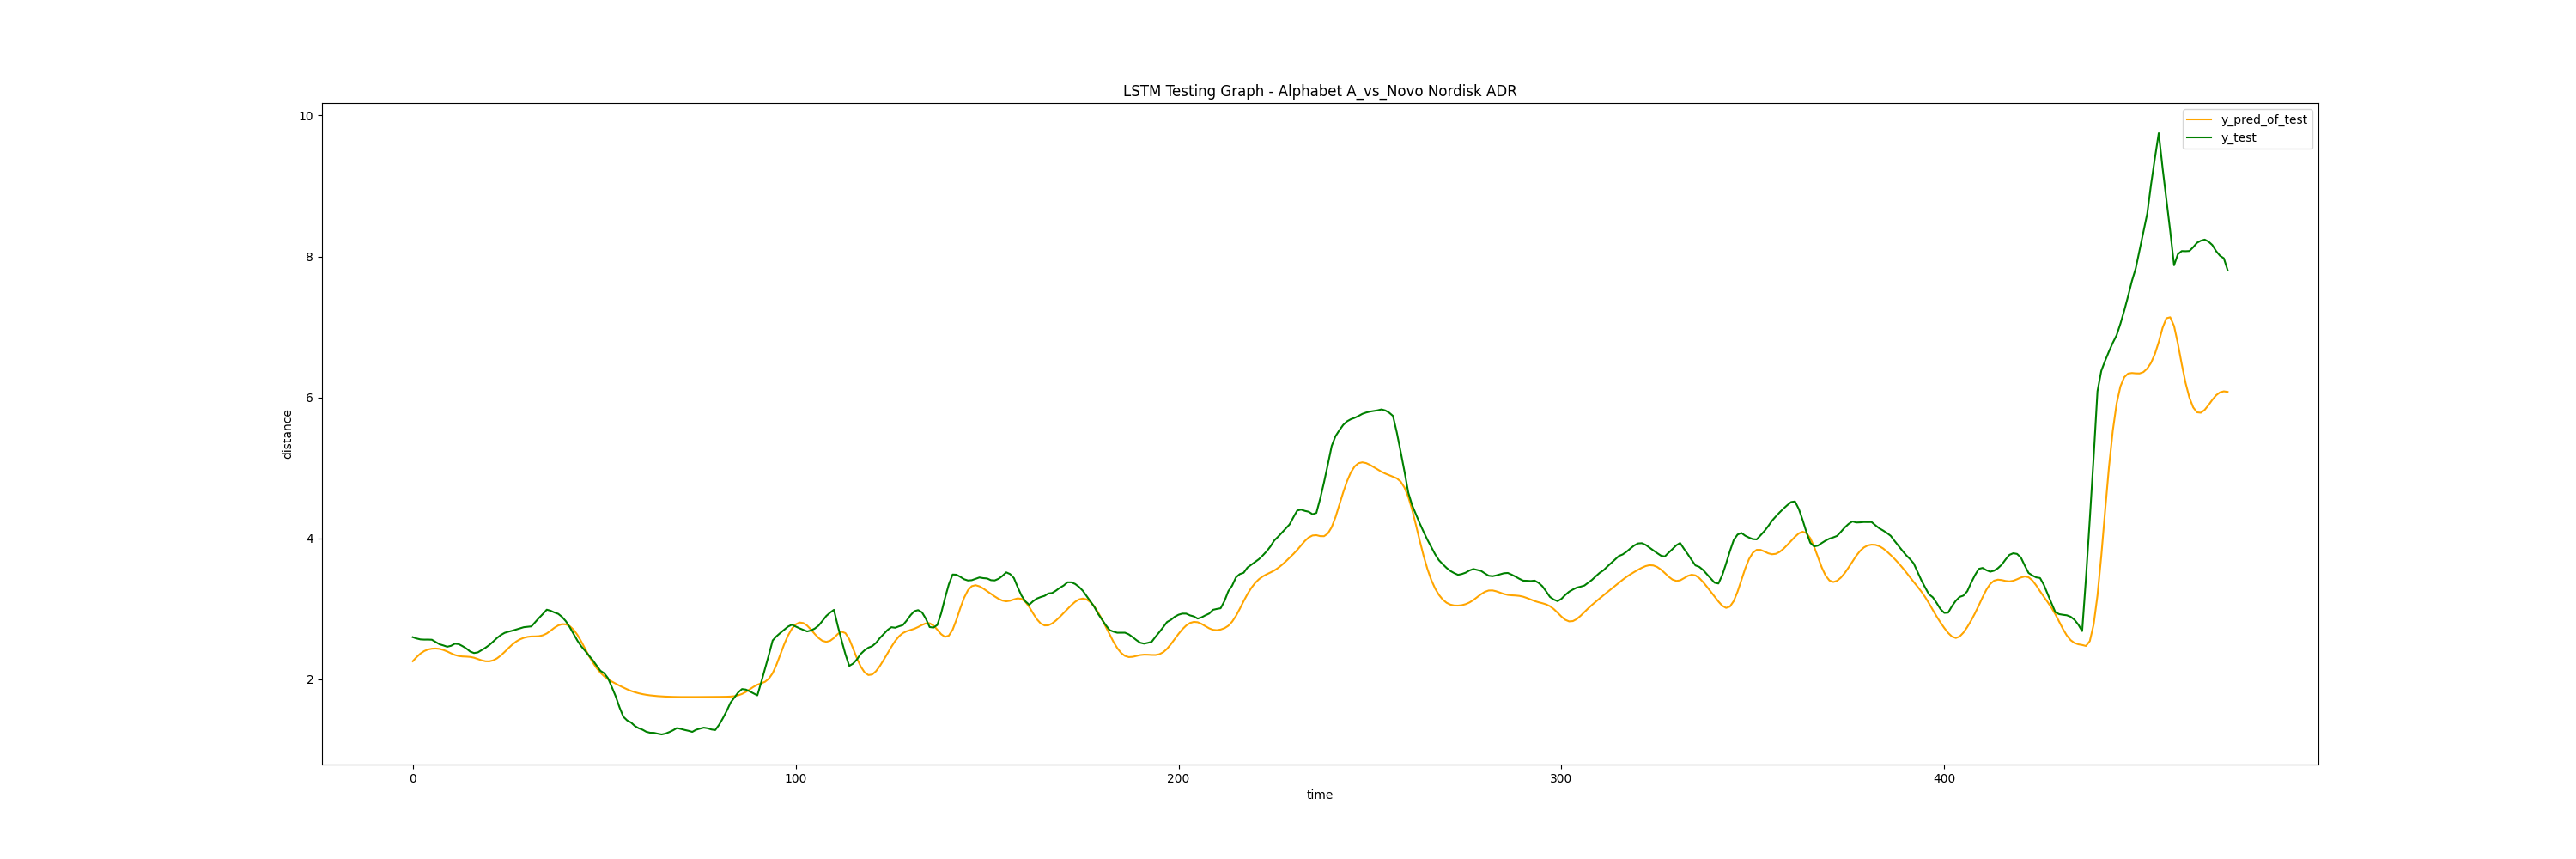 LSTM Testing Graph - Alphabet A_vs_Novo Nordisk ADR
y_pred_of_test
y_test
10
8
6
4
2
distance
0 100 200 300 400
time